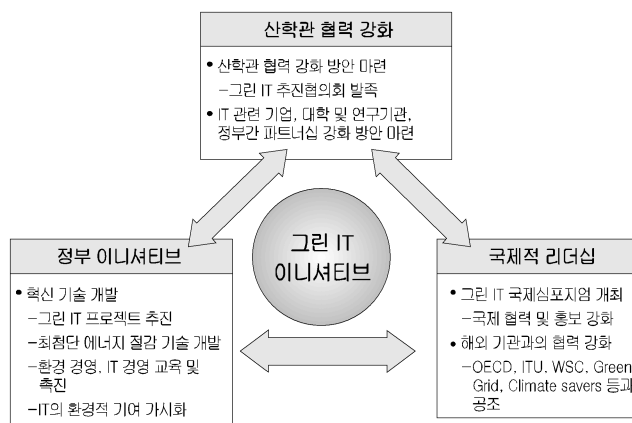 산학관 협력 강화
• 산학관 협력 강화 방안 마련
–그린 IT 추진협의회 발족
• IT 관련 기업, 대학 및 연구기관,
정부간 파트너십 강화 방안 마련
그린 IT
이니셔티브
정부 이니셔티브
• 혁신 기술 개발
–그린 IT 프로젝트 추진
–최첨단 에너지 절감 기술 개발
–환경 경영, IT 경영 교육 및
촉진
–IT의 환경적 기여 가시화
국제적 리더십
• 그린 IT 국제심포지엄 개최
–국제 협력 및 홍보 강화
• 해외 기관과의 협력 강화
–OECD, ITU, WSC, Green
Grid, Climate savers 등과
공조